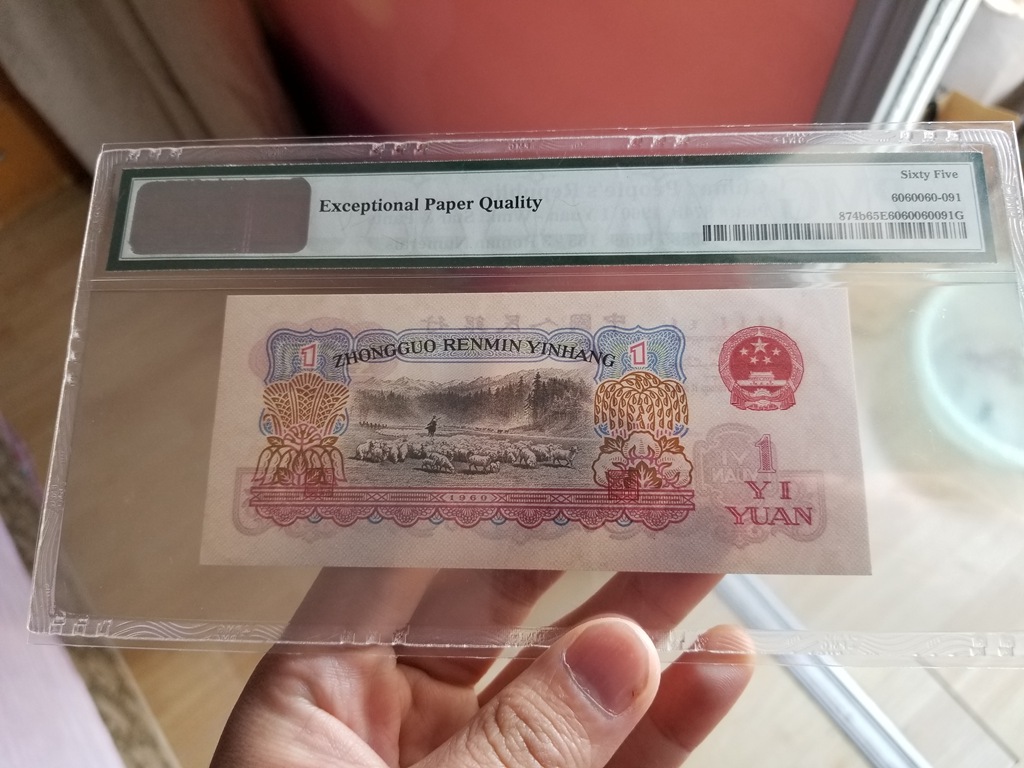 Sixty Five
Exceptional Paper Quality
6060060-091
874b65E6060060091G
1
ZHONGGUO RENMIN YINHANG
1
1
YI
YUAN
1960